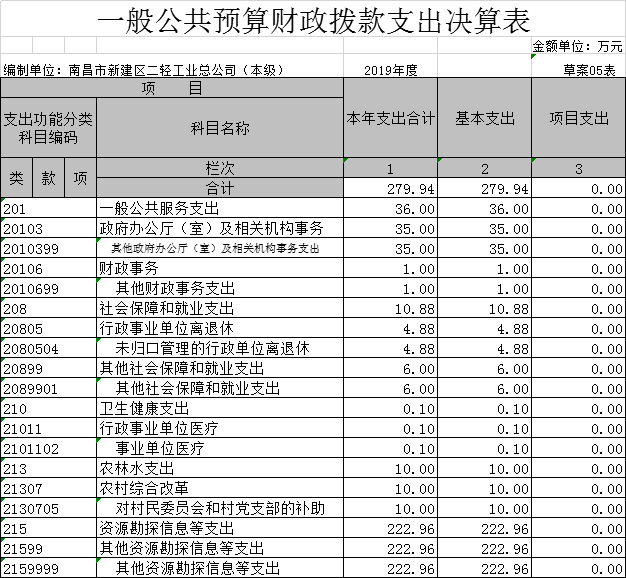 一般公共预算财政拨款支出决算表
金额单位：万元
编制单位：南昌市新建区二轻工业总公司（本级） 2019年度 草案05表
项 目 本年支出合计 基本支出 项目支出
支出功能分类科目编码 科目名称
类 款 项 栏次 1 2 3
合计 279.94 279.94 0.00
201 一般公共服务支出 36.00 36.00 0.00
20103 政府办公厅（室）及相关机构事务 35.00 35.00 0.00
2010399 其他政府办公厅（室）及相关机构事务支出 35.00 35.00 0.00
20106 财政事务 1.00 1.00 0.00
2010699 其他财政事务支出 1.00 1.00 0.00
208 社会保障和就业支出 10.88 10.88 0.00
20805 行政事业单位离退休 4.88 4.88 0.00
2080504 未归口管理的行政单位离退休 4.88 4.88 0.00
20899 其他社会保障和就业支出 6.00 6.00 0.00
2089901 其他社会保障和就业支出 6.00 6.00 0.00
210 卫生健康支出 0.10 0.10 0.00
21011 行政事业单位医疗 0.10 0.10 0.00
2101102 事业单位医疗 0.10 0.10 0.00
213 农林水支出 10.00 10.00 0.00
21307 农村综合改革 10.00 10.00 0.00
2130705 对村民委员会和村党支部的补助 10.00 10.00 0.00
215 资源勘探信息等支出 222.96 222.96 0.00
21599 其他资源勘探信息等支出 222.96 222.96 0.00
2159999 其他资源勘探信息等支出 222.96 222.96 0.00